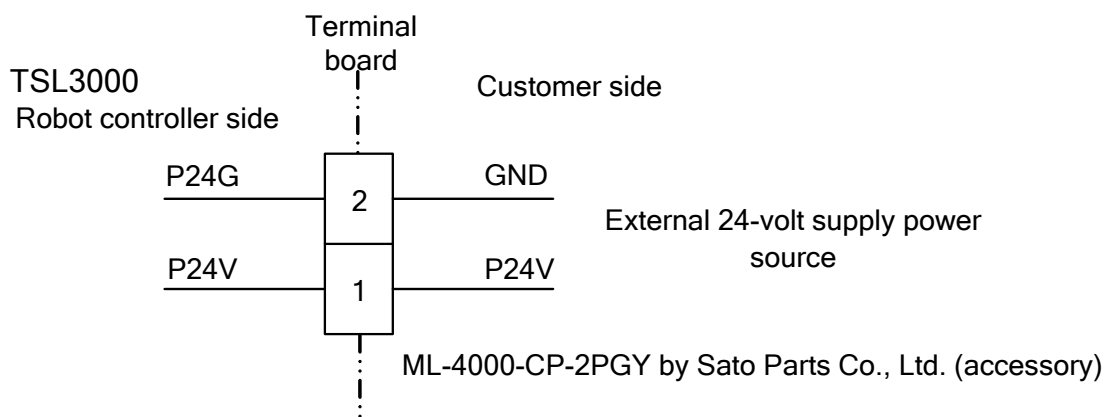 Terminal
board
TSL3000
Customer side
Robot controller side
P24G
2
GND
External 24-volt supply power
source
P24V
1
P24V
ML-4000-CP-2PGY by Sato Parts Co., Ltd. (accessory)